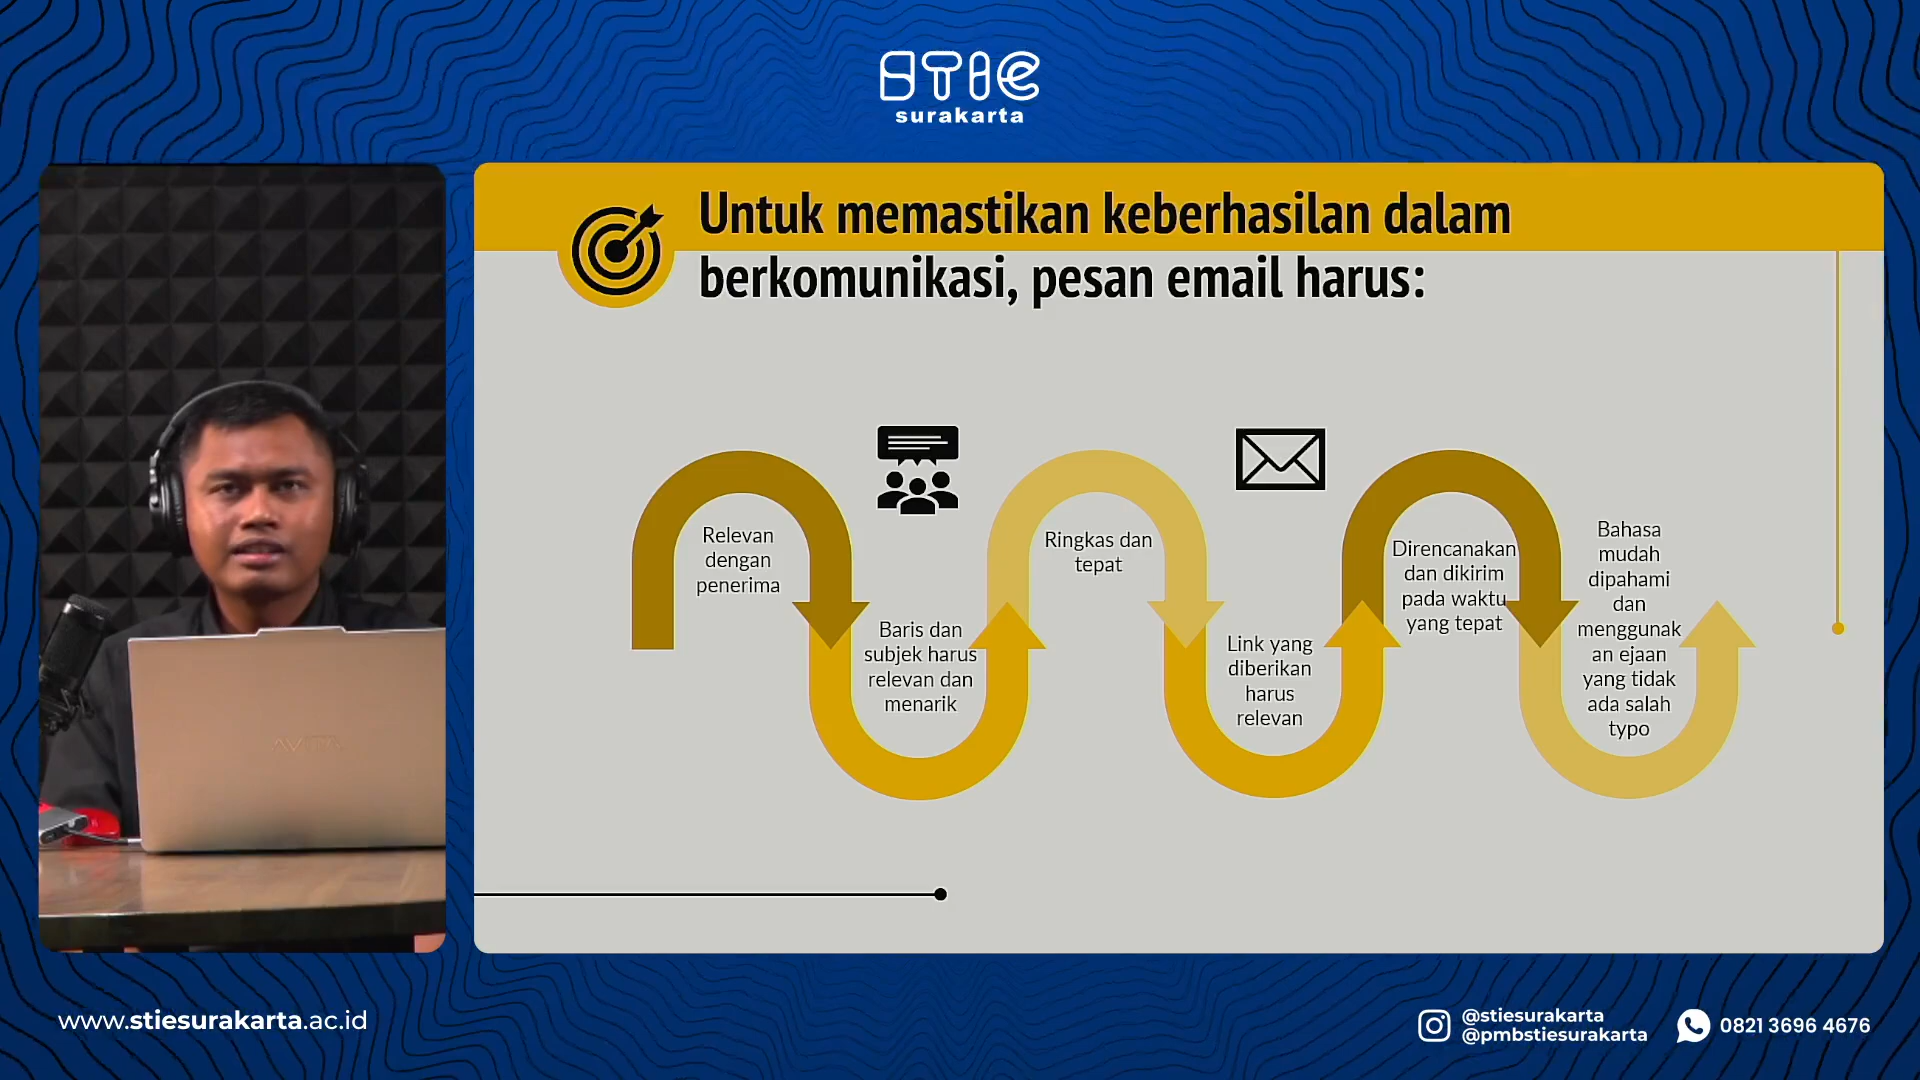 STIE
surakarta
Untuk memastikan keberhasilan dalam
berkomunikasi, pesan email harus:
Relevan
dengan
penerima
Baris dan
subjek harus
relevan dan
menarik
Ringkas dan
tepat
Link yang
diberikan
harus
relevan
Direncanakan
dan dikirim
pada waktu
yang tepat
Bahasa
mudah
dipahami
dan
menggunak
an ejaan
yang tidak
ada salah
typo
AVITA
www.stiesurakarta.ac.id
@stiesurakarta
@pmbstiesurakarta
0821 3696 4676